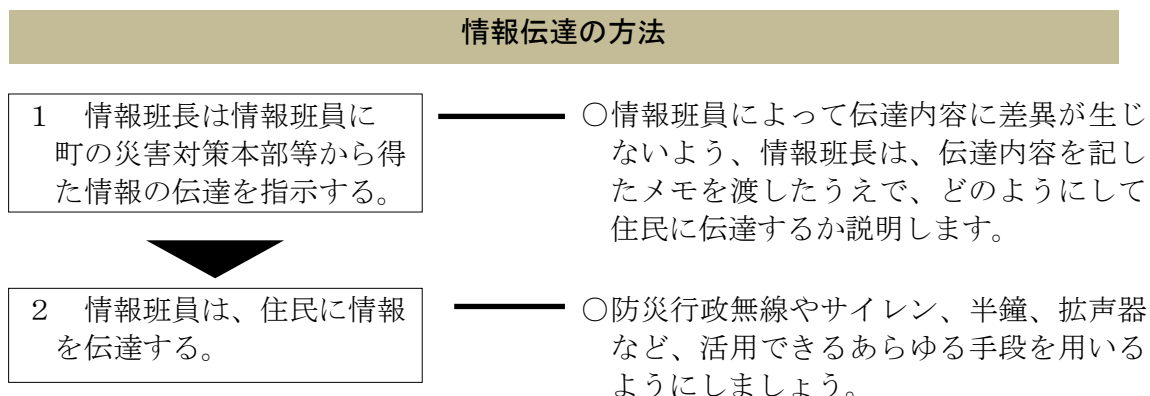 情報伝達の方法
1　情報班長は情報班員に
町の災害対策本部等から得
た情報の伝達を指示する。
○情報班員によって伝達内容に差異が生じ
ないよう、情報班長は、伝達内容を記し
たメモを渡したうえで、どのようにして
住民に伝達するか説明します。
2　情報班員は、住民に情報
を伝達する。
○防災行政無線やサイレン、半鐘、拡声器
など、活用できるあらゆる手段を用いる
ようにしましょう。